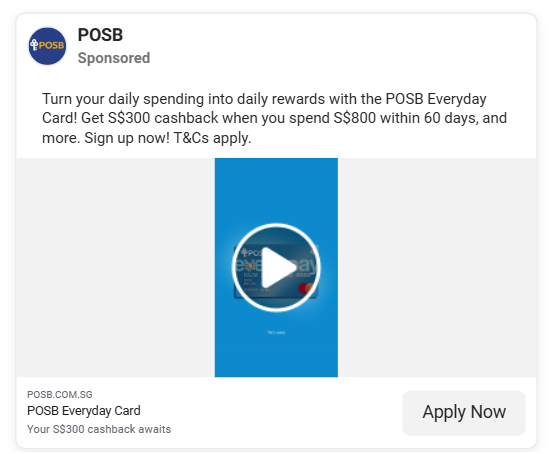 POSB
POSB
Sponsored
Turn your daily spending into daily rewards with the POSB Everyday
Card! Get S$300 cashback when you spend S$800 within 60 days, and
more. Sign up now! T&Cs apply.
POSB
POSB.COM.SG
POSB Everyday Card
Your S$300 cashback awaits
Apply Now